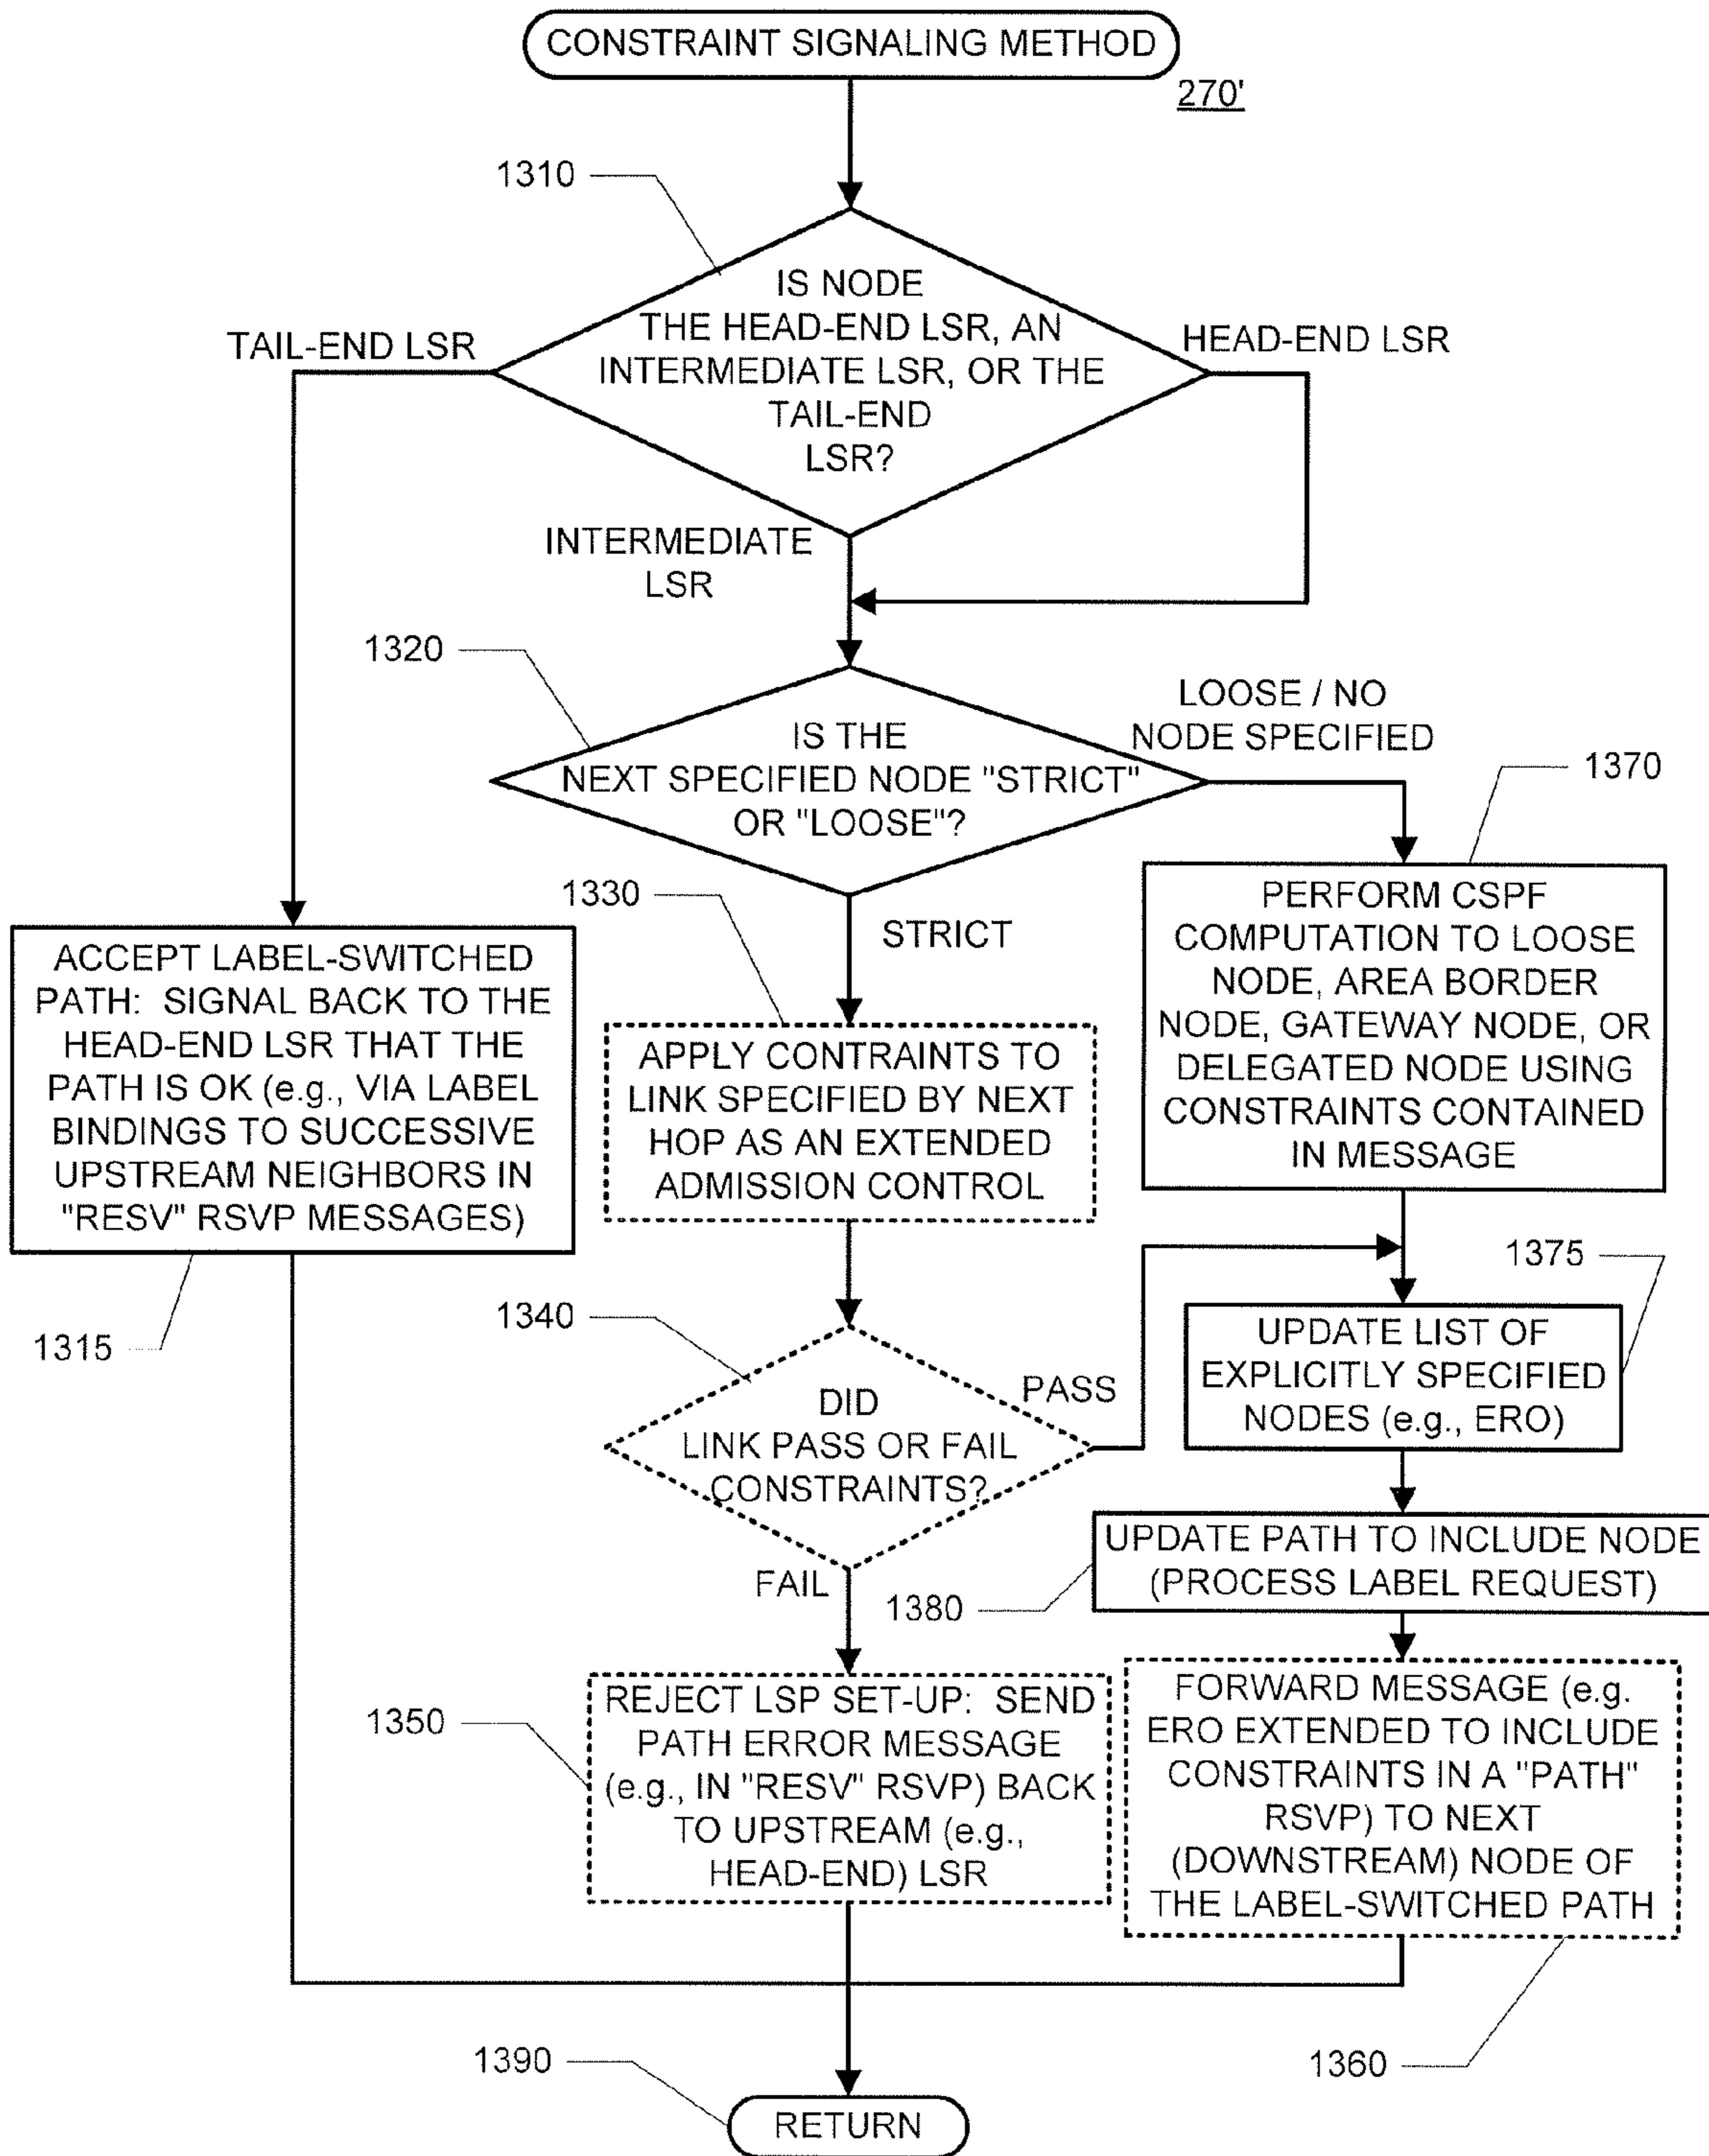 CONSTRAINT SIGNALING METHOD
270'
1310
IS NODE
THE HEAD-END LSR, AN
INTERMEDIATE LSR, OR THE
TAIL-END
LSR?
TAIL-END LSR
HEAD-END LSR
INTERMEDIATE
LSR
1320
IS THE
NEXT SPECIFIED NODE "STRICT"
OR "LOOSE"?
LOOSE / NO
NODE SPECIFIED
STRICT
1370
PERFORM CSPF
COMPUTATION TO LOOSE
NODE, AREA BORDER
NODE, GATEWAY NODE, OR
DELEGATED NODE USING
CONSTRAINTS CONTAINED
IN MESSAGE
ACCEPT LABEL-SWITCHED
PATH: SIGNAL BACK TO THE
HEAD-END LSR THAT THE
PATH IS OK (e.g., VIA LABEL
BINDINGS TO SUCCESSIVE
UPSTREAM NEIGHBORS IN
"RESV" RSVP MESSAGES)
1315
1330
APPLY CONTRAINTS TO
LINK SPECIFIED BY NEXT
HOP AS AN EXTENDED
ADMISSION CONTROL
1340
DID
LINK PASS OR FAIL
CONSTRAINTS?
PASS
FAIL
1375
UPDATE LIST OF
EXPLICITLY SPECIFIED
NODES (e.g., ERO)
UPDATE PATH TO INCLUDE NODE
(PROCESS LABEL REQUEST)
1380
1350
REJECT LSP SET-UP: SEND
PATH ERROR MESSAGE
(e.g., IN "RESV" RSVP) BACK
TO UPSTREAM (e.g.,
HEAD-END) LSR
FORWARD MESSAGE (e.g.
ERO EXTENDED TO INCLUDE
CONSTRAINTS IN A "PATH"
RSVP) TO NEXT
(DOWNSTREAM) NODE OF
THE LABEL-SWITCHED PATH
1360
1390
RETURN